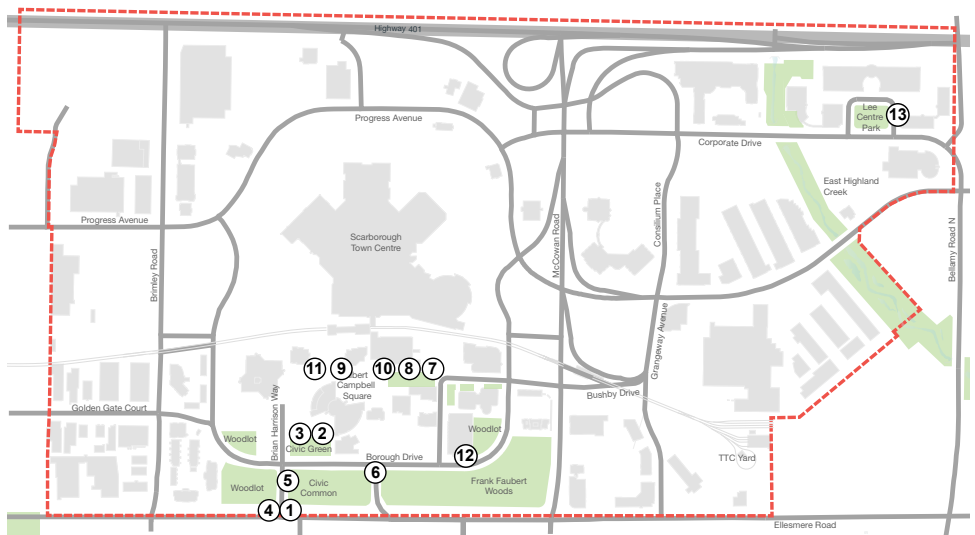 Highway 401
Lee
Centre
Park
13
Progress Avenue
Corporate Drive
East Highland
Creek
Consilium Place
Progress Avenue
McCowan Road
Scarborough
Town Centre
Brimley Road
Bellamy Road N
Grangeway Avenue
11
9
10
8
7
Campbell
Square
Bushby Drive
Golden Gate Court
Brian Harrison Way
3
2
Civic Green
Woodlot
Woodlot
Borough Drive
12
TTC Yard
6
5
Woodlot
Civic
Common
Frank Faubert
Woods
4
1
Ellesmere Road